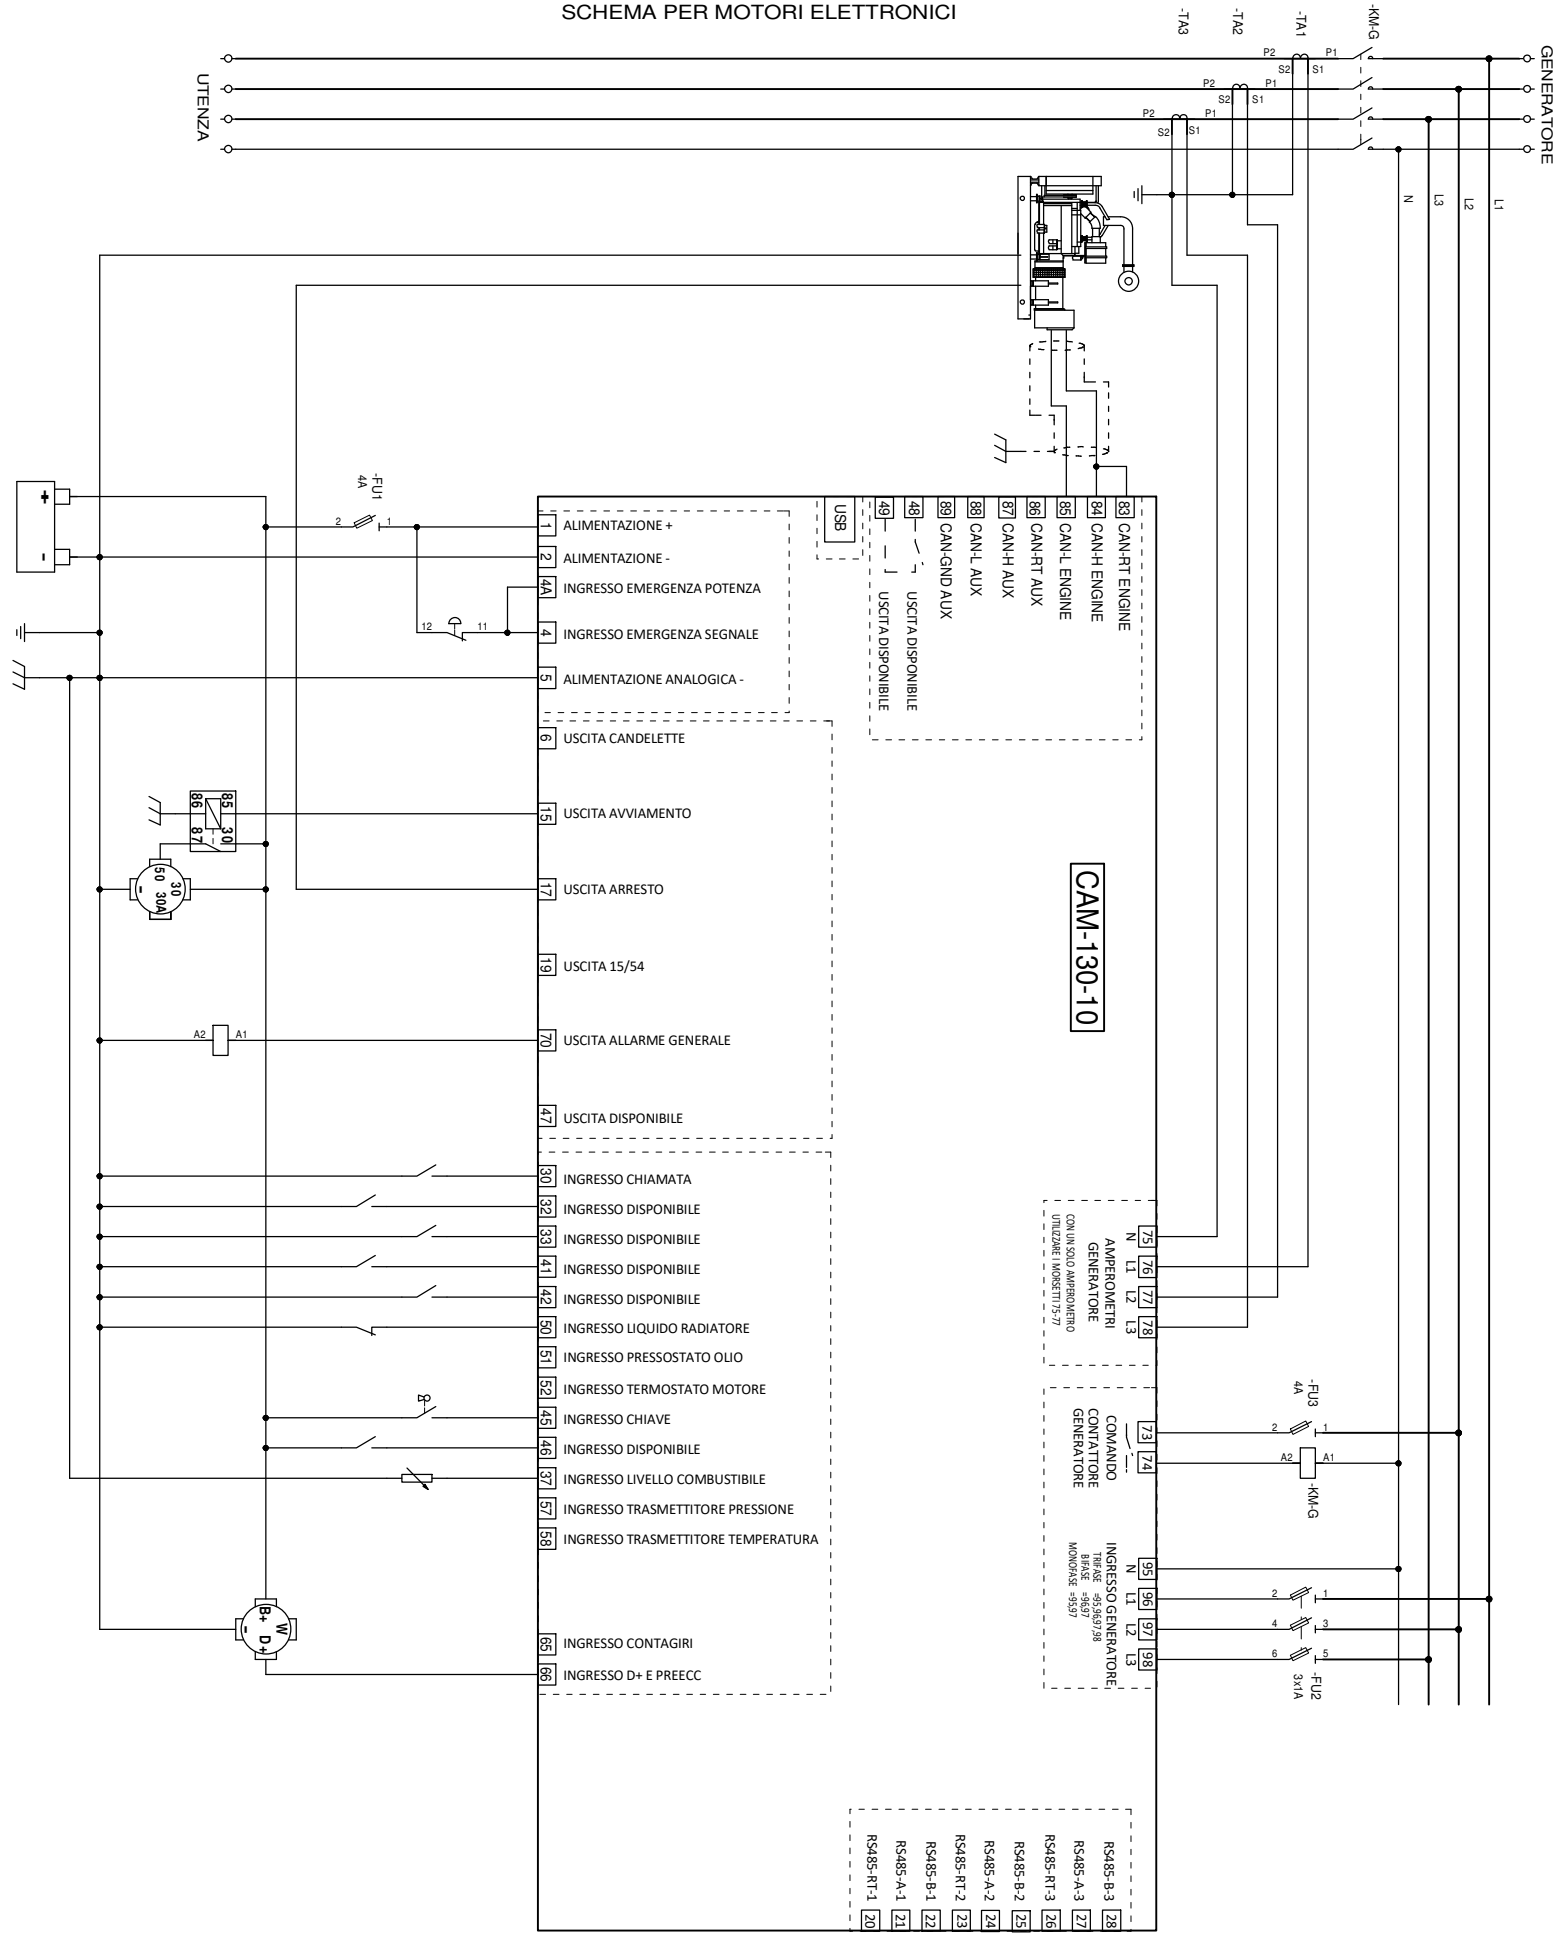 SCHEMA PER MOTORI ELETTRONICI
-TA3
-TA2
-TA1
-KM-G
GENERATORE
UTENZA
P2
P1
S2
S1
P2
P1
S2
S1
P2
P1
S2
S1
N
L3
L2
L1
-FU1
4A
2
1
12
11
+
-
USB
49
48
89 CAN-GND AUX
88 CAN-L AUX
87 CAN-H AUX
86 CAN-RT AUX
85 CAN-L ENGINE
84 CAN-H ENGINE
83 CAN-RT ENGINE
USCITA DISPONIBILE
USCITA DISPONIBILE
1 ALIMENTAZIONE +
2 ALIMENTAZIONE -
4A INGRESSO EMERGENZA POTENZA
4 INGRESSO EMERGENZA SEGNALE
5 ALIMENTAZIONE ANALOGICA -
6 USCITA CANDELETTE
15 USCITA AVVIAMENTO
17 USCITA ARRESTO
19 USCITA 15/54
70 USCITA ALLARME GENERALE
47 USCITA DISPONIBILE
86
85
87
30
50
30
30A
-
A2
A1
CAM-130-10
30 INGRESSO CHIAMATA
32 INGRESSO DISPONIBILE
33 INGRESSO DISPONIBILE
41 INGRESSO DISPONIBILE
42 INGRESSO DISPONIBILE
50 INGRESSO LIQUIDO RADIATORE
51 INGRESSO PRESSOSTATO OLIO
52 INGRESSO TERMOSTATO MOTORE
45 INGRESSO CHIAVE
46 INGRESSO DISPONIBILE
37 INGRESSO LIVELLO COMBUSTIBILE
57 INGRESSO TRASMETTITORE PRESSIONE
58 INGRESSO TRASMETTITORE TEMPERATURA
65 INGRESSO CONTAGIRI
66 INGRESSO D+ E PREECC
B+
W
-
D+
75 N
76 L1
77 L2
78 L3
AMPEROMETRI
GENERATORE
CON UN SOLO AMPEROMETRO
UTILIZZARE I MORSETTI 75-77
73
74
COMANDO
CONTATTORE
GENERATORE
-FU3
4A
2
1
A2
A1
-KM-G
95 N
96 L1
97 L2
98 L3
INGRESSO GENERATORE
TRIFASE =95,96,97,98
BIFASE =96,97
MONOFASE =95,97
2
1
4
3
6
5
-FU2
3x1A
RS485-RT-1 20
RS485-A-1 21
RS485-B-1 22
RS485-RT-2 23
RS485-A-2 24
RS485-B-2 25
RS485-RT-3 26
RS485-A-3 27
RS485-B-3 28